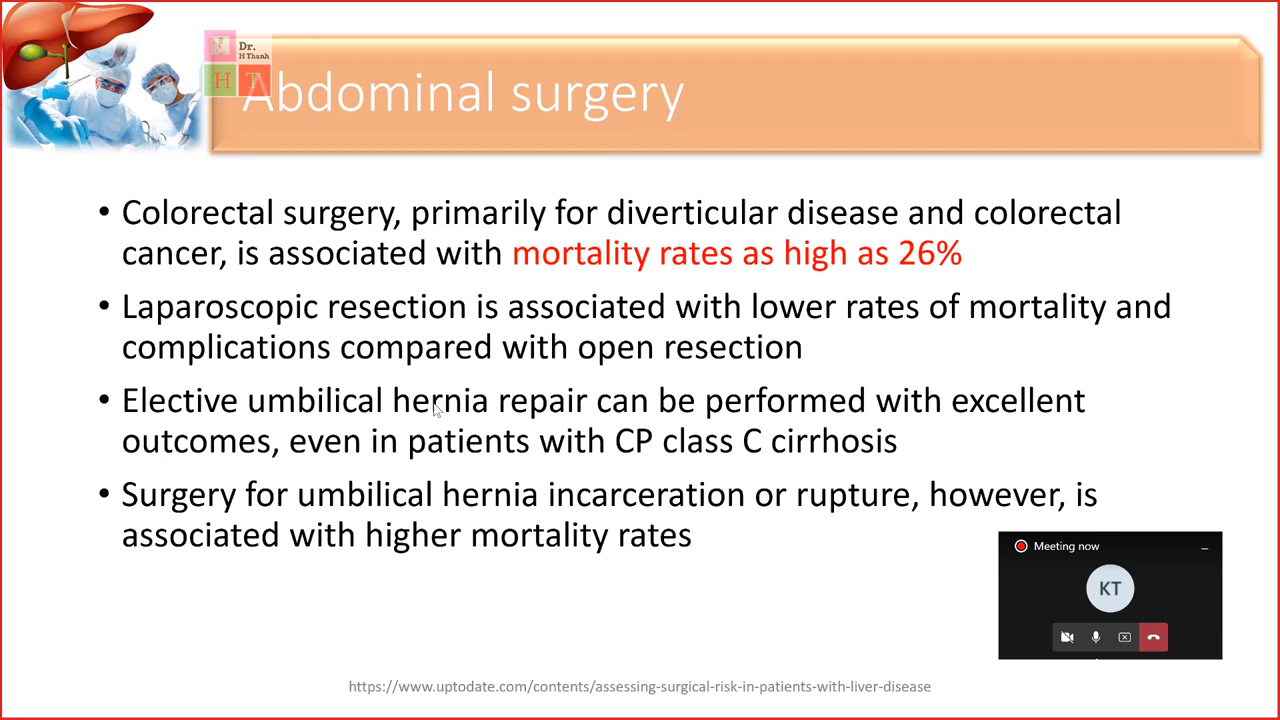 Dr.
H Thanh
H T
Abdominal surgery
• Colorectal surgery, primarily for diverticular disease and colorectal
cancer, is associated with mortality rates as high as 26%
• Laparoscopic resection is associated with lower rates of mortality and
complications compared with open resection
• Elective umbilical hernia repair can be performed with excellent
outcomes, even in patients with CP class C cirrhosis
• Surgery for umbilical hernia incarceration or rupture, however, is
associated with higher mortality rates
Meeting now
KT
https://www.uptodate.com/contents/assessing-surgical-risk-in-patients-with-liver-disease